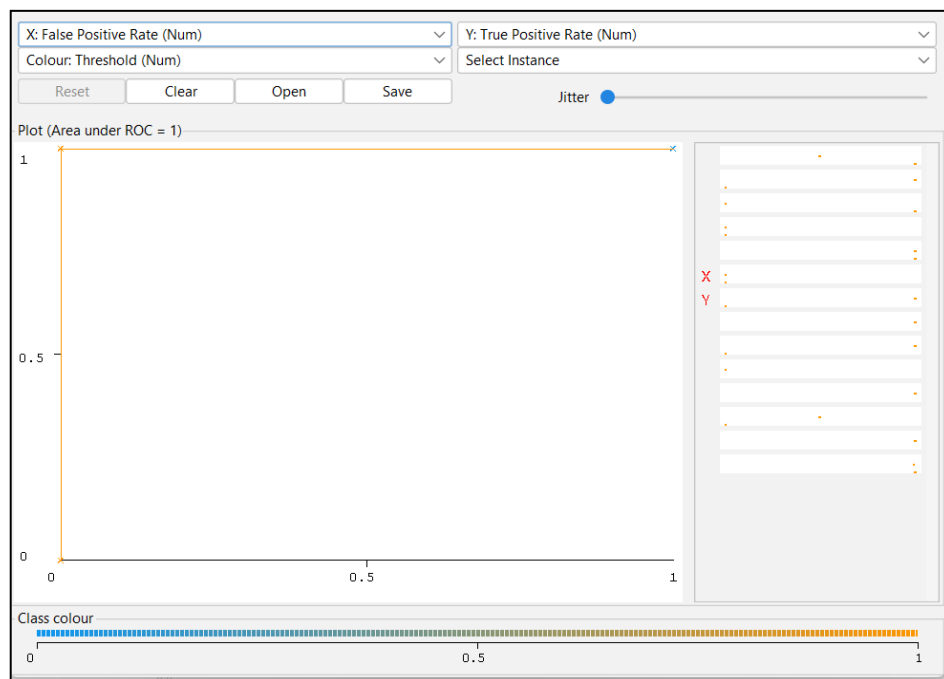 X: False Positive Rate (Num) Y: True Positive Rate (Num)
Colour: Threshold (Num) Select Instance
Reset Clear Open Save Jitter
Plot (Area under ROC = 1)
1
X
Y
0.5
0
0 0.5 1
Class colour
0 0.5 1